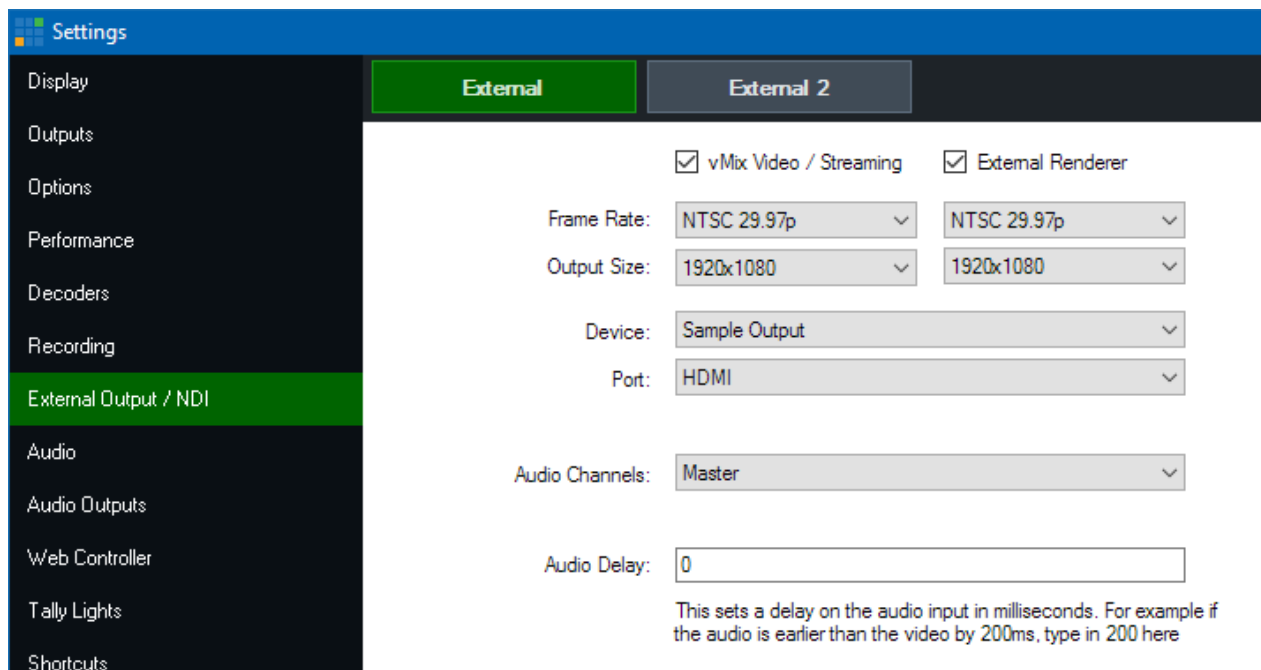 Settings
Display
Outputs
Options
Performance
Decoders
Recording
External Output / NDI
Audio
Audio Outputs
Web Controller
Tally Lights
Shortcuts
External External 2
vMix Video / Streaming External Renderer
Frame Rate: NTSC 29.97p NTSC 29.97p
Output Size: 1920x1080 1920x1080
Device: Sample Output
Port: HDMI
Audio Channels: Master
Audio Delay: 0
This sets a delay on the audio input in milliseconds. For example if
the audio is earlier than the video by 200ms, type in 200 here